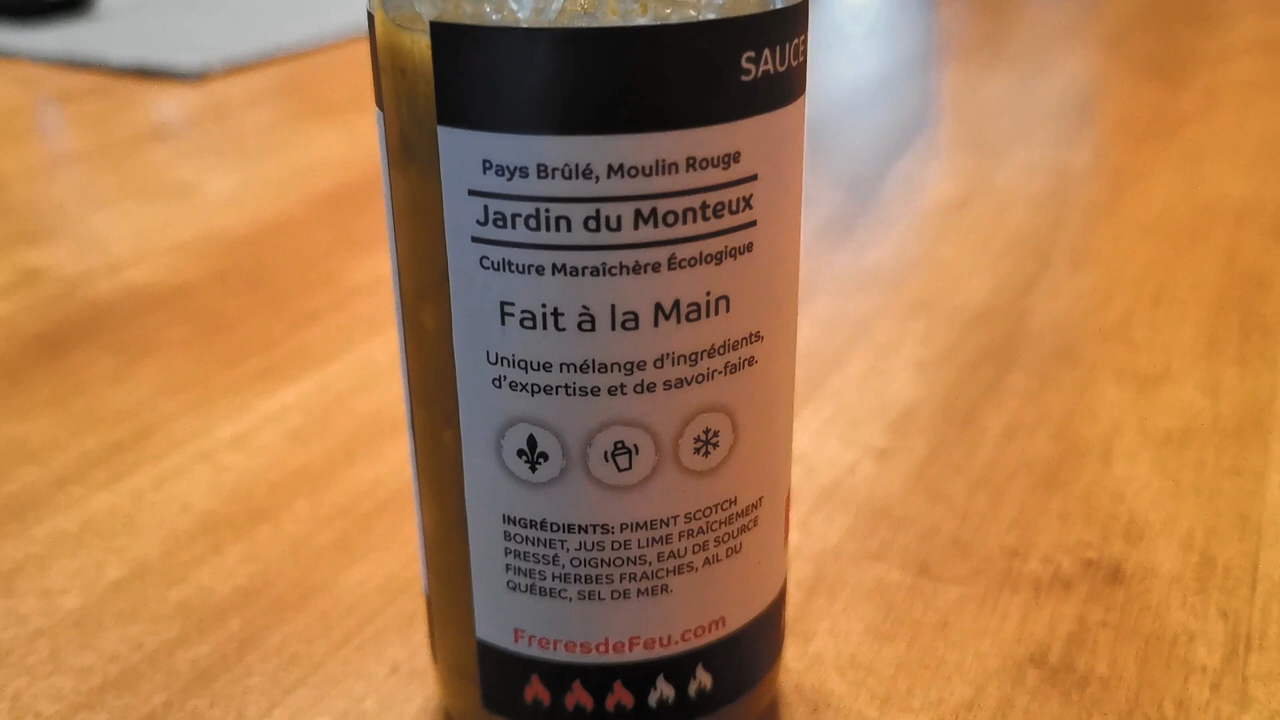 SAUCE
Pays Brûlé, Moulin Rouge
Jardin du Monteux
Culture Maraîchère Écologique
Fait à la Main
Unique mélange d'ingrédients,
d'expertise et de savoir-faire.
INGRÉDIENTS: PIMENT SCOTCH
BONNET, JUS DE LIME FRAÎCHEMENT
PRESSÉ, OIGNONS, EAU DE SOURCE
FINES HERBES FRAICHES, AIL DU
QUÉBEC, SEL DE MER.
FreresdeFeu.com